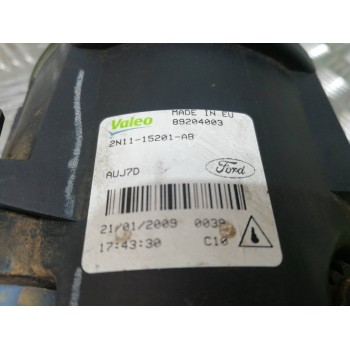 Valeo
MADE IN EU
89204003
2N11-15201-AB
AUJ7D
Ford
21/01/2009 0039
17:43:30 C10